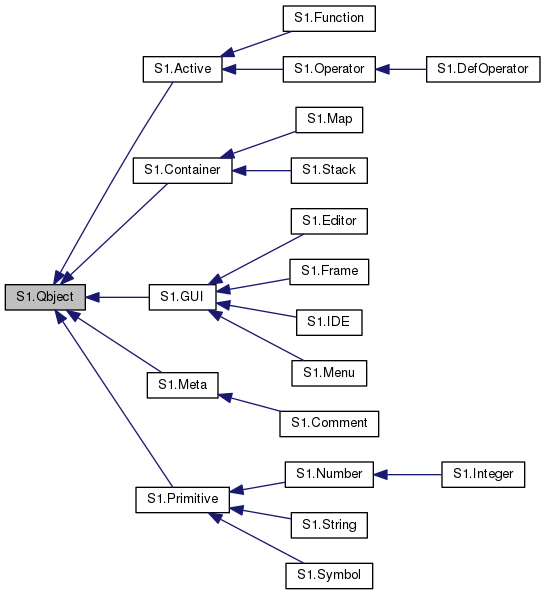 S1.Function
S1.Active
S1.Operator
S1.DefOperator
S1.Map
S1.Container
S1.Stack
S1.Editor
S1.Frame
S1.Qbject
S1.GUI
S1.IDE
S1.Menu
S1.Meta
S1.Comment
S1.Number
S1.Integer
S1.Primitive
S1.String
S1.Symbol